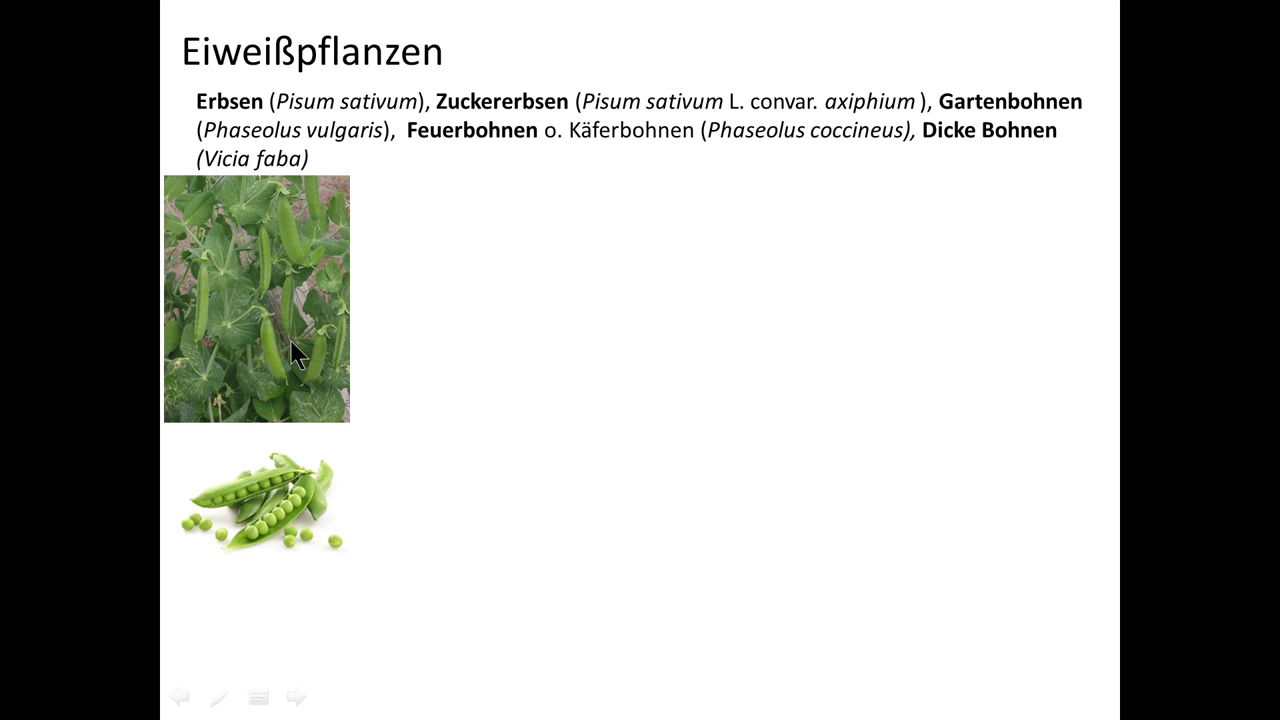 Eiweißpflanzen
Erbsen (Pisum sativum), Zuckererbsen (Pisum sativum L. convar. axiphium ), Gartenbohnen
(Phaseolus vulgaris), Feuerbohnen o. Käferbohnen (Phaseolus coccineus), Dicke Bohnen
(Vicia faba)